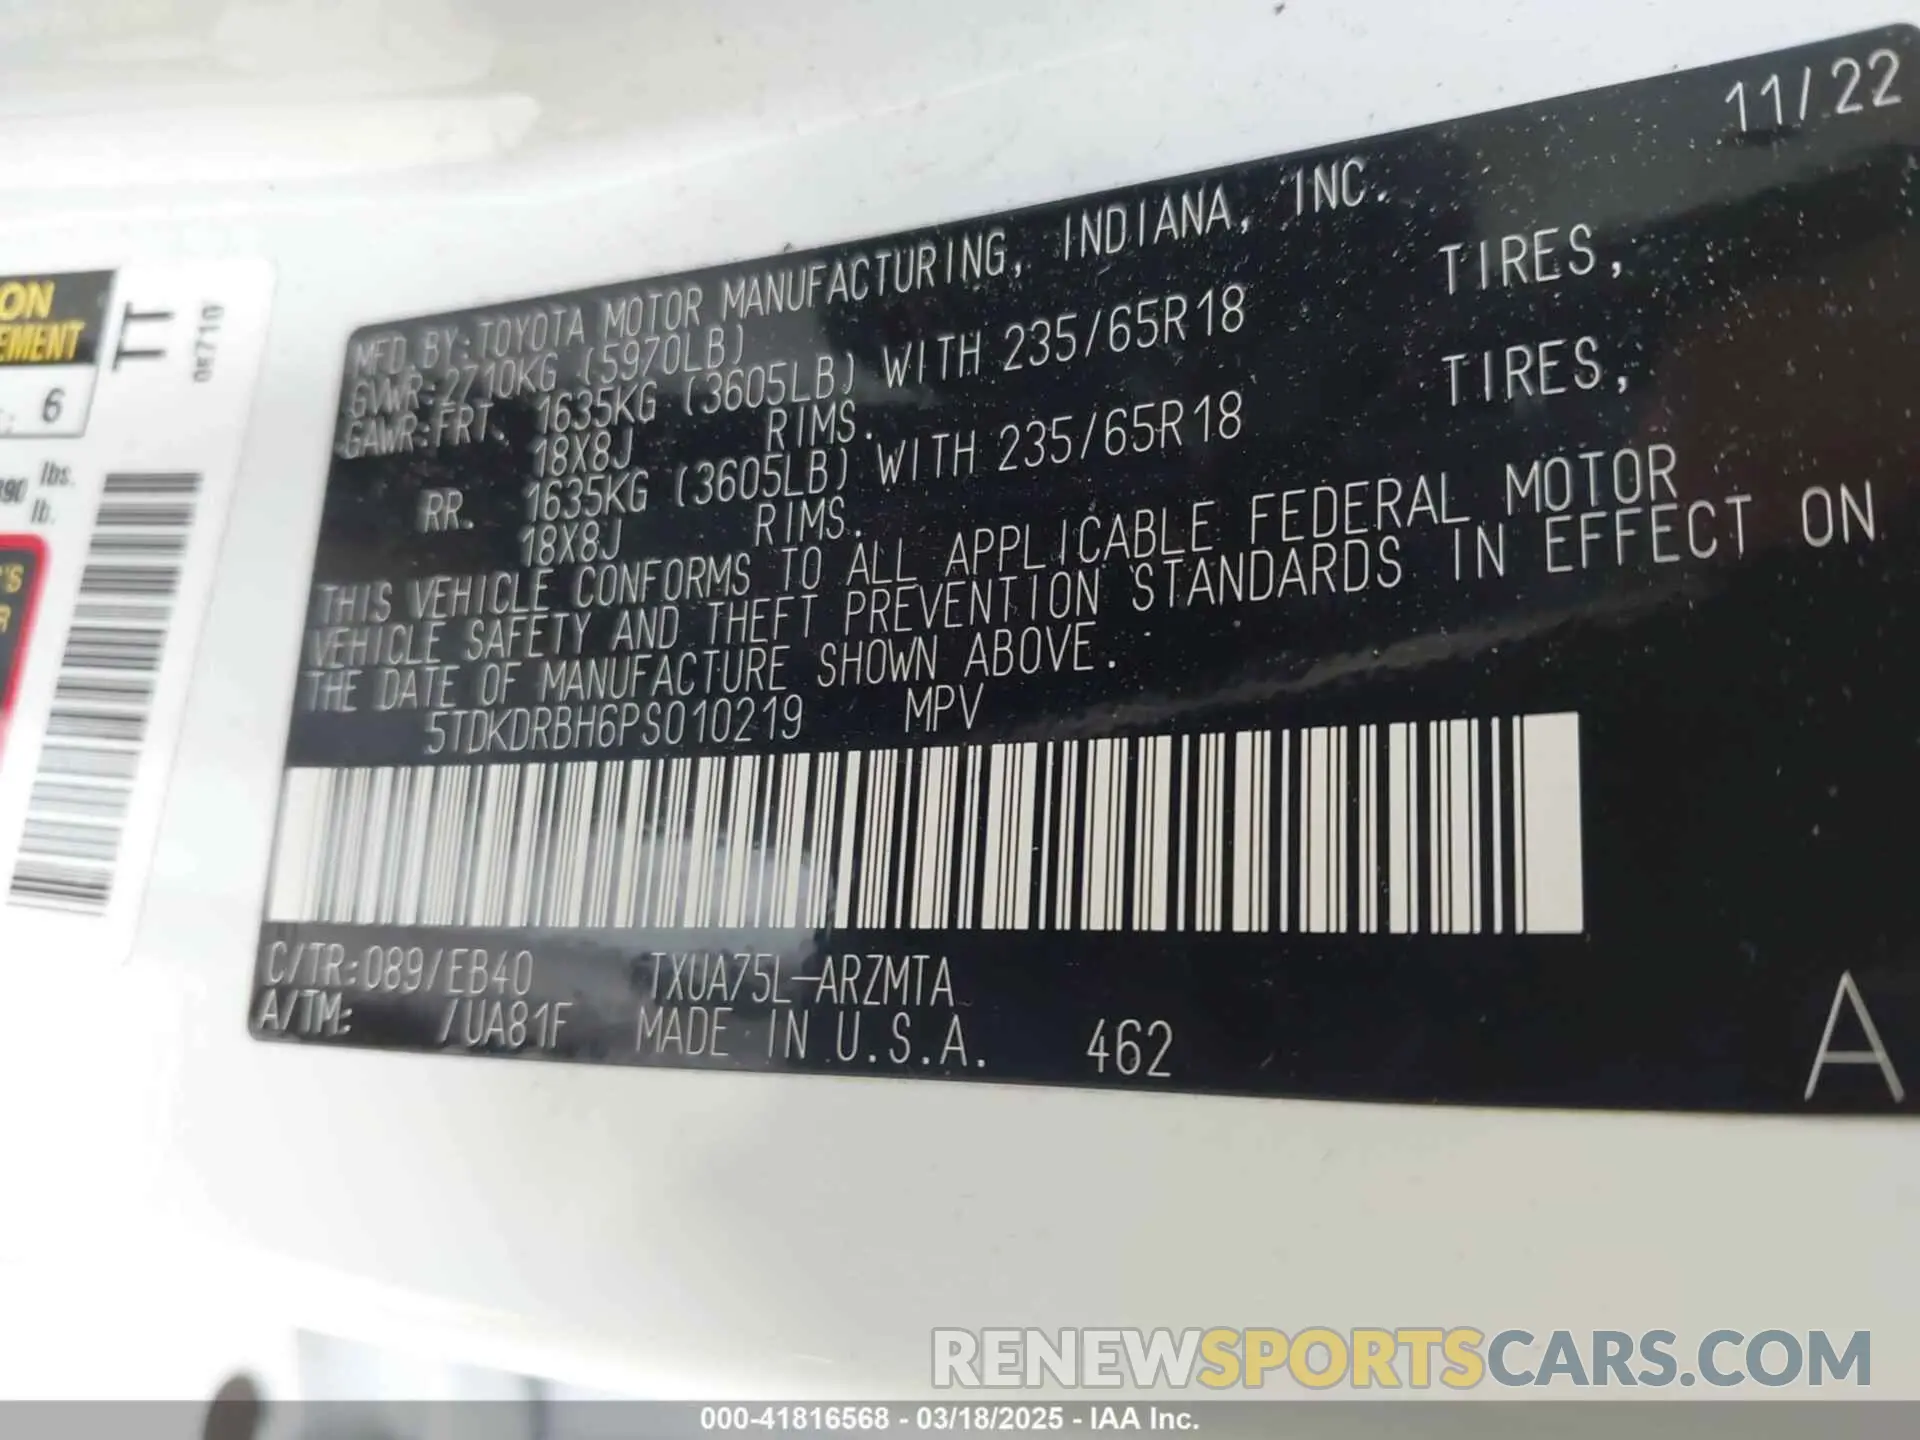 11/22
MFD. BY: TOYOTA MOTOR MANUFACTURING, INDIANA, INC.
GVWR: 2710KG (5970LB)
GAWR: FRT. 1635KG (3605LB) WITH 235/65R18 TIRES,
18X8J RIMS.
RR. 1635KG (3605LB) WITH 235/65R18 TIRES,
18X8J RIMS.
THIS VEHICLE CONFORMS TO ALL APPLICABLE FEDERAL MOTOR
VEHICLE SAFETY AND THEFT PREVENTION STANDARDS IN EFFECT ON
THE DATE OF MANUFACTURE SHOWN ABOVE.
5TDKDRBH6PS010219 MPV
C/TR: 089/EB40 TXUA75L-ARZMTA
A/TM: /UA81F MADE IN U.S.A. 462
A
TT
6
lbs.
lb.
RENEWSPORTSCARS.COM
000-41816568 - 03/18/2025 - IAA Inc.